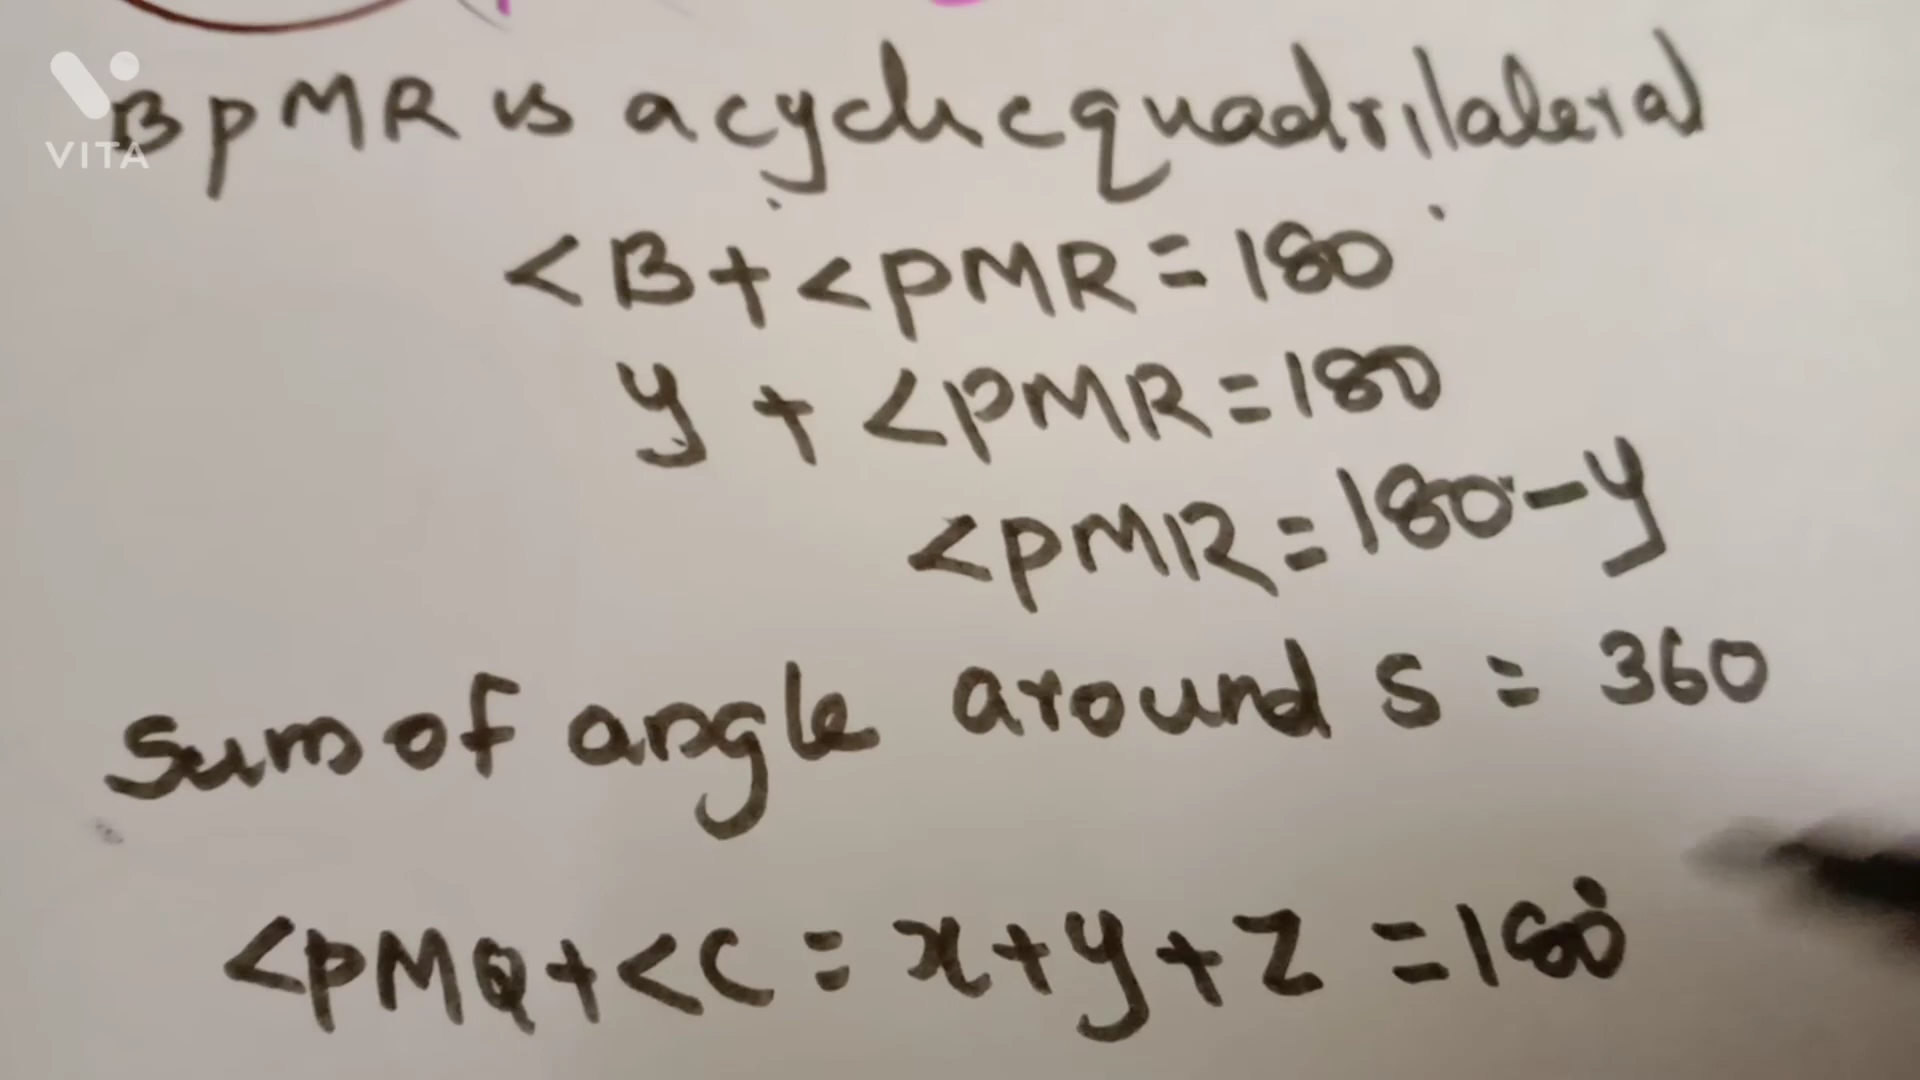 VITA
BPMR is a cyclic quadrilateral
<B+<PMR=180°
y + <PMR=180
<PMR=180-y
Sum of angle around S = 360
<PMQ+<C = x+y+z =180°